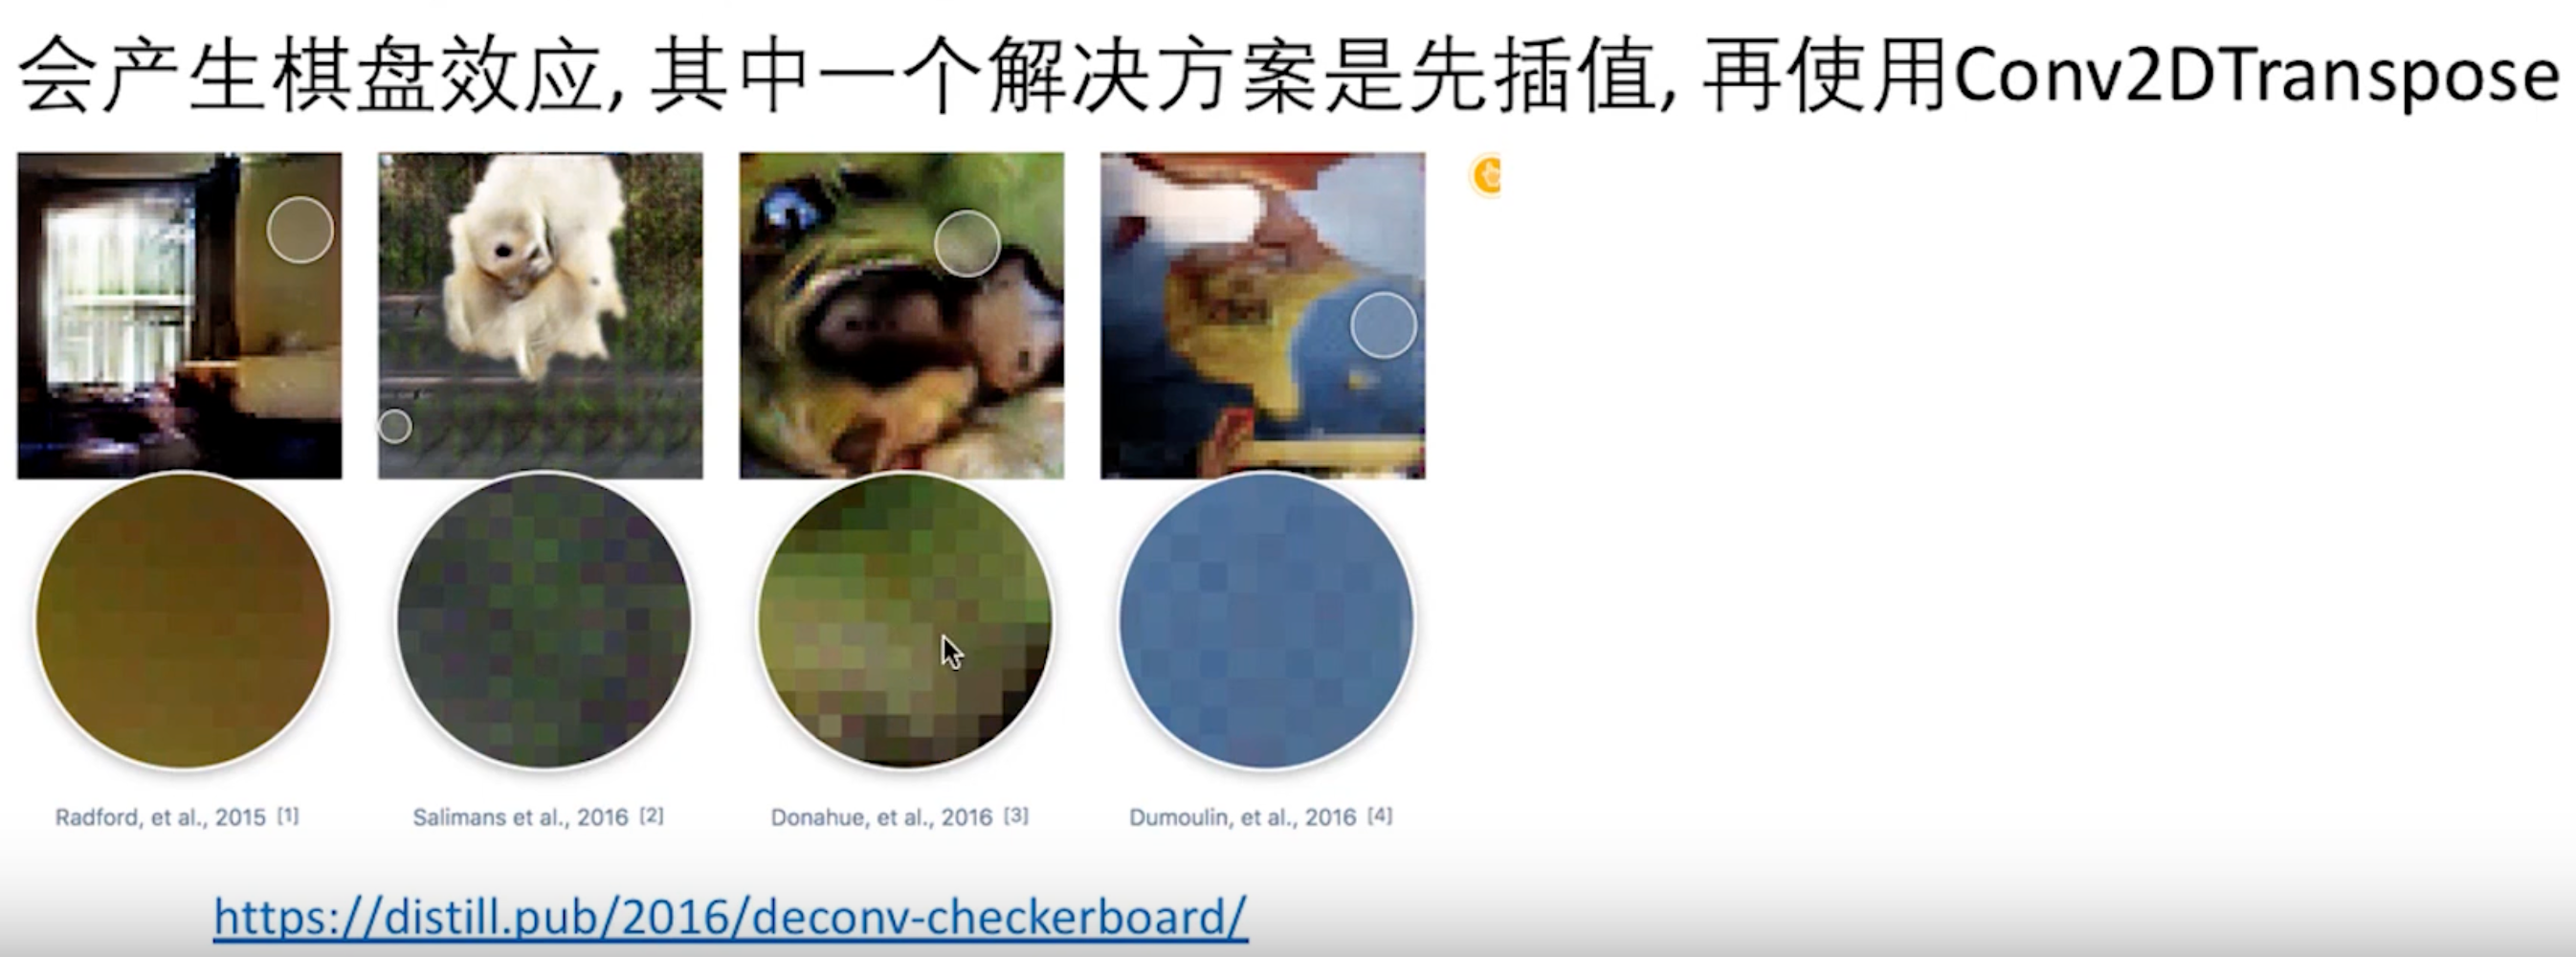 会产生棋盘效应, 其中一个解决方案是先插值, 再使用Conv2DTranspose
Radford, et al., 2015 [1]
Salimans et al., 2016 [2]
Donahue, et al., 2016 [3]
Dumoulin, et al., 2016 [4]
https://distill.pub/2016/deconv-checkerboard/